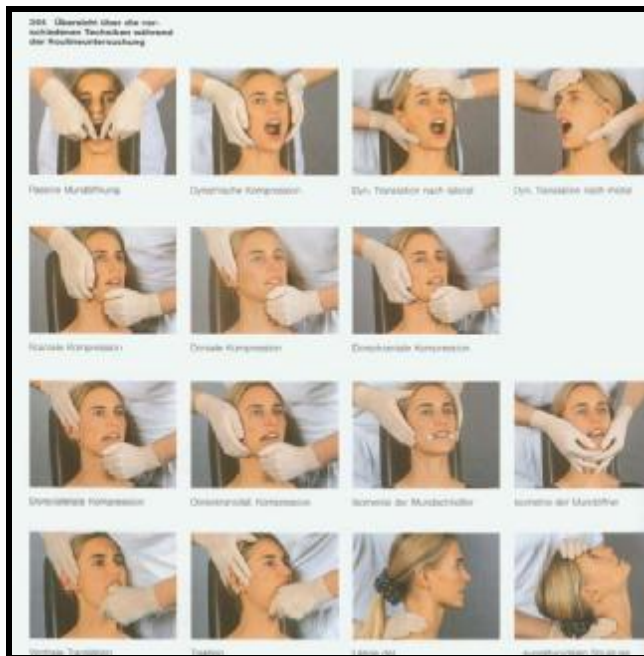 Übersicht über die ver-
schiedenen Techniken während
der Routineuntersuchung
Passive Mundöffnung
Dynamische Kompression
Dyn. Translation nach lateral
Dyn. Translation nach medial
Kraniale Kompression
Dorsale Kompression
Dorsokraniale Kompression
Dorsolaterale Kompression
Dorsomediale Kompression
Isometrie der Mundschließer
Isometrie der Mundöffner
Ventrale Translation
Traktion
Länge der